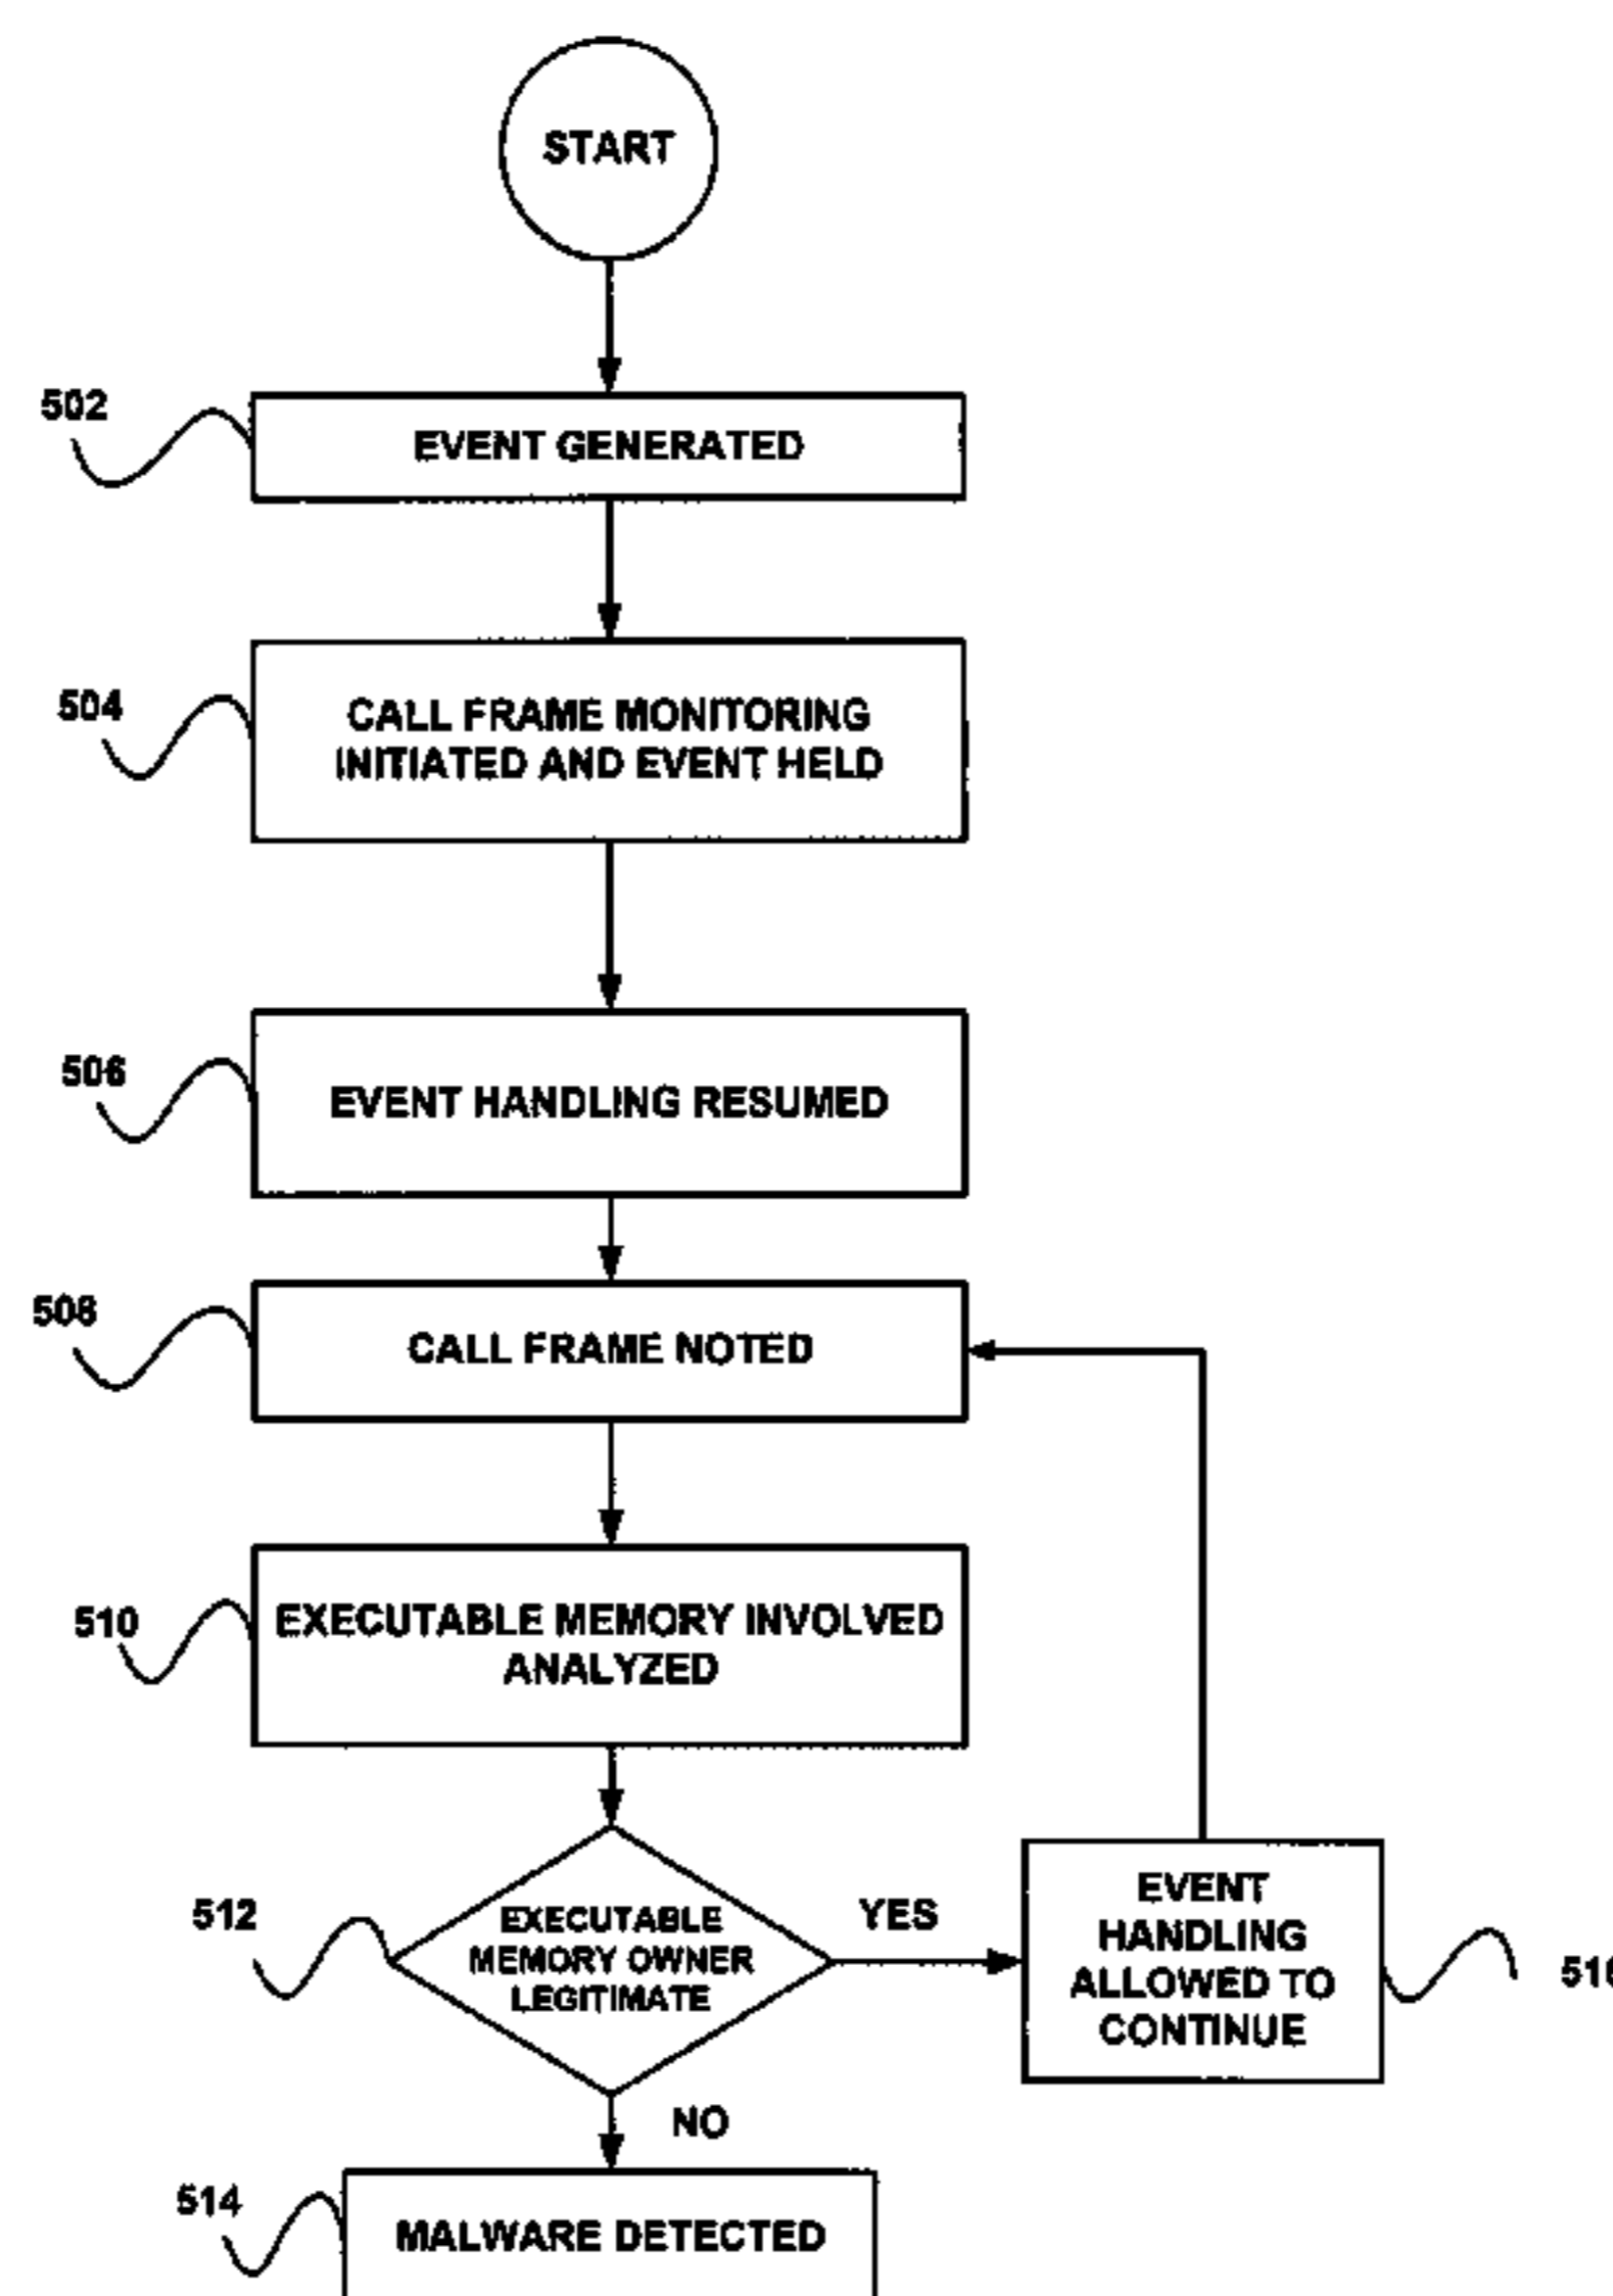 START
502
EVENT GENERATED
504
CALL FRAME MONITORING
INITIATED AND EVENT HELD
506
EVENT HANDLING RESUMED
508
CALL FRAME NOTED
510
EXECUTABLE MEMORY INVOLVED
ANALYZED
512
EXECUTABLE
MEMORY OWNER
LEGITIMATE
YES
EVENT
HANDLING
ALLOWED TO
CONTINUE
NO
514
MALWARE DETECTED